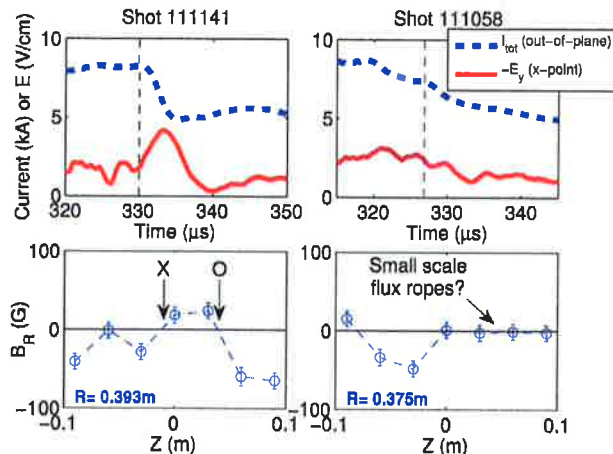 Shot 111141
Shot 111058
I_tot (out-of-plane)
-E_y (x-point)
Current (kA) or E (V/cm)
10
5
0
320
330
340
350
Time (μs)
10
5
0
320
330
340
Time (μs)
B_R (G)
100
0
-100
X
O
R= 0.393m
-0.1
0
0.1
Z (m)
100
0
-100
Small scale
flux ropes?
R= 0.375m
-0.1
0
0.1
Z (m)